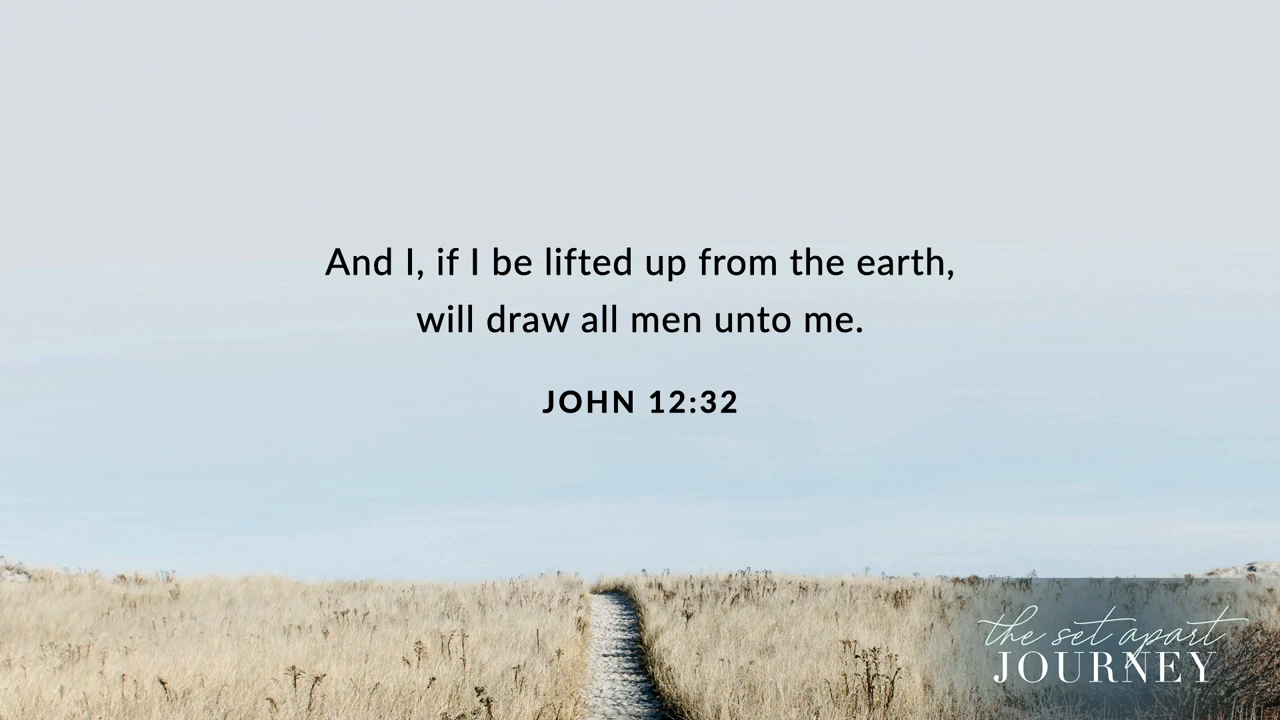 And I, if I be lifted up from the earth,
will draw all men unto me.
JOHN 12:32
the set apart
JOURNEY